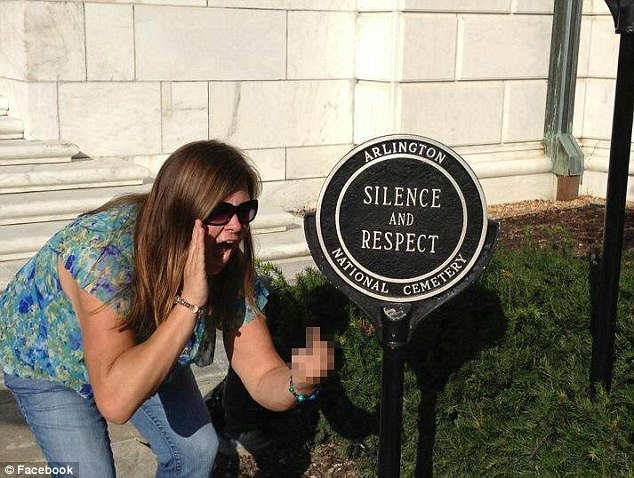 ARLINGTON
SILENCE
AND
RESPECT
NATIONAL CEMETERY
© Facebook